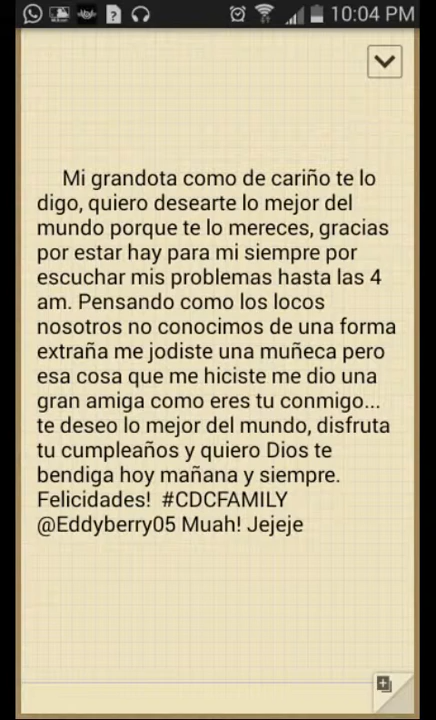 10:04 PM
Mi grandota como de cariño te lo
digo, quiero desearte lo mejor del
mundo porque te lo mereces, gracias
por estar hay para mi siempre por
escuchar mis problemas hasta las 4
am. Pensando como los locos
nosotros no conocimos de una forma
extraña me jodiste una muñeca pero
esa cosa que me hiciste me dio una
gran amiga como eres tu conmigo...
te deseo lo mejor del mundo, disfruta
tu cumpleaños y quiero Dios te
bendiga hoy mañana y siempre.
Felicidades!  #CDCFAMILY
@Eddyberry05 Muah! Jejeje